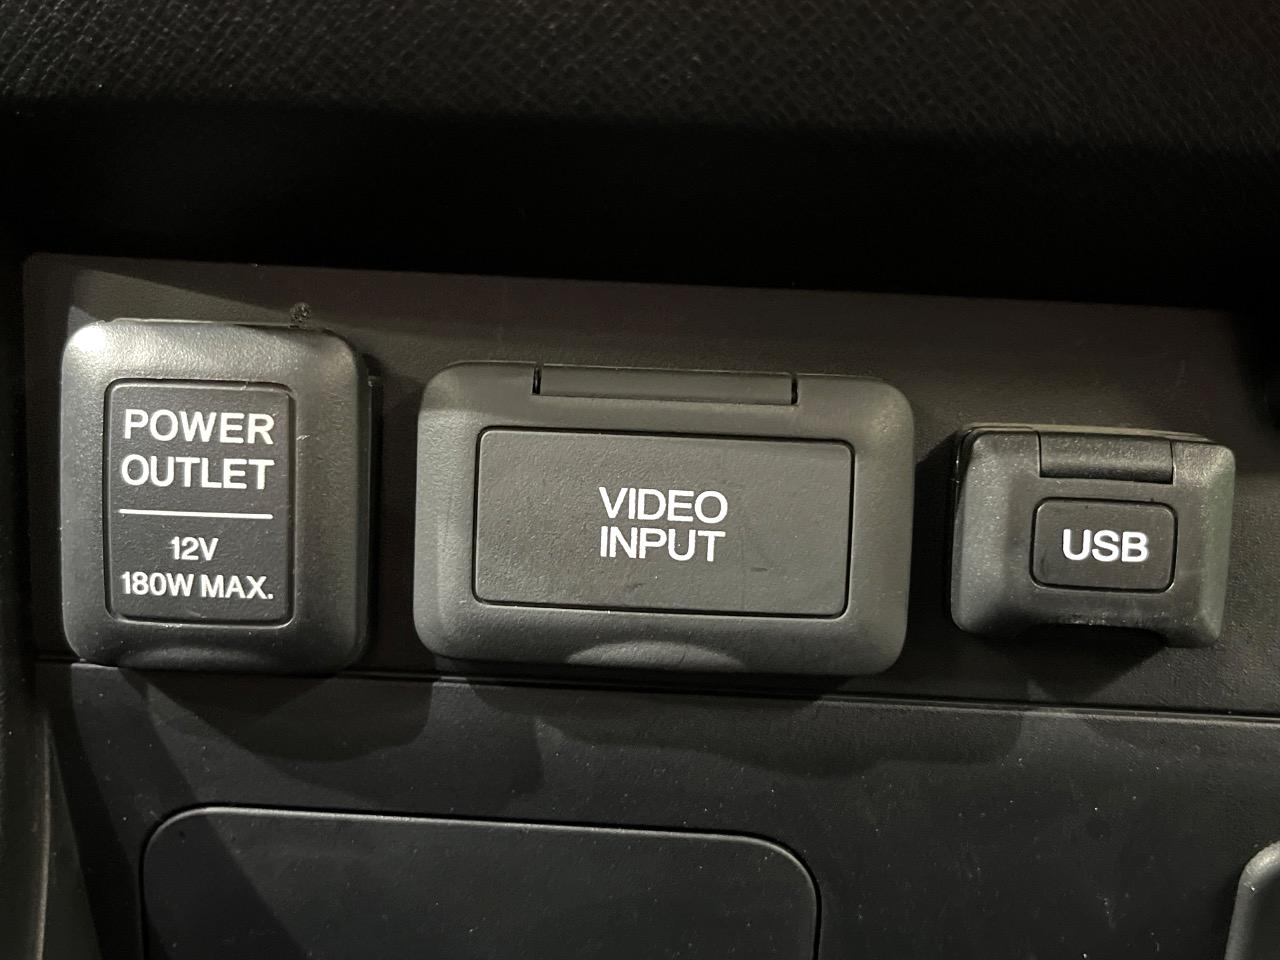 POWER
OUTLET
12V
180W MAX.
VIDEO
INPUT
USB